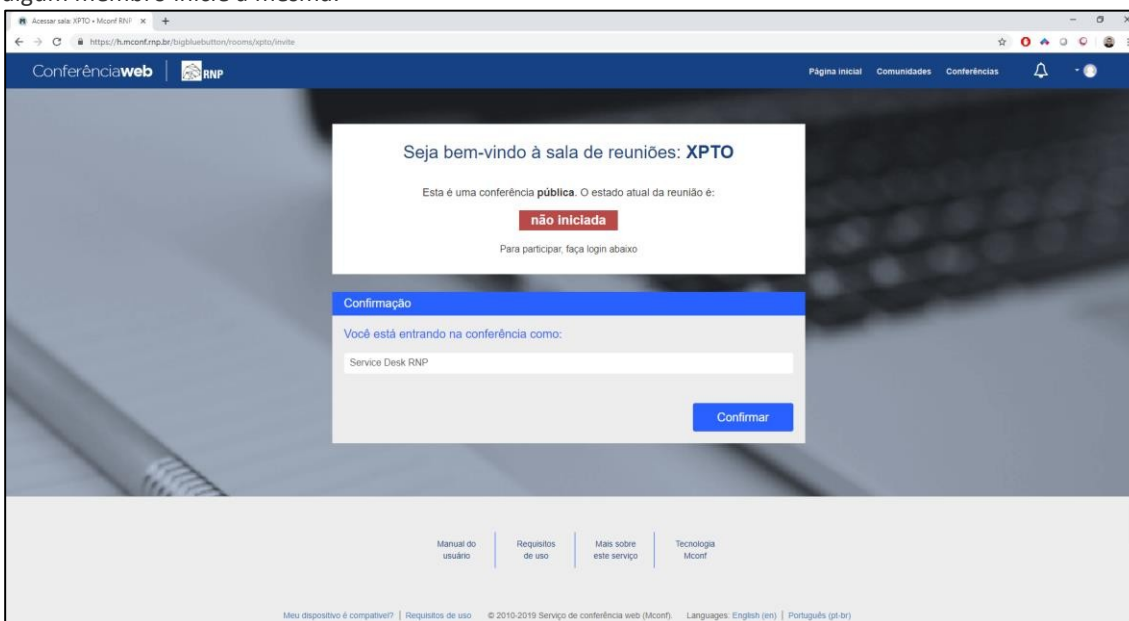 algum membro inicie a mesma.
Acessar sala: XPTO • Mconf RNP
https://h.mconf.rnp.br/bigbluebutton/rooms/xpto/invite
Conferênciaweb RNP Página inicial Comunidades Conferências
Seja bem-vindo à sala de reuniões: XPTO
Esta é uma conferência pública. O estado atual da reunião é:
não iniciada
Para participar, faça login abaixo
Confirmação
Você está entrando na conferência como:
Service Desk RNP
Confirmar
Manual do usuário
Requisitos de uso
Mais sobre este serviço
Tecnologia Mconf
Meu dispositivo é compatível? | Requisitos de uso © 2010-2019 Serviço de conferência web (Mconf). Languages: English (en) | Português (pt-br)